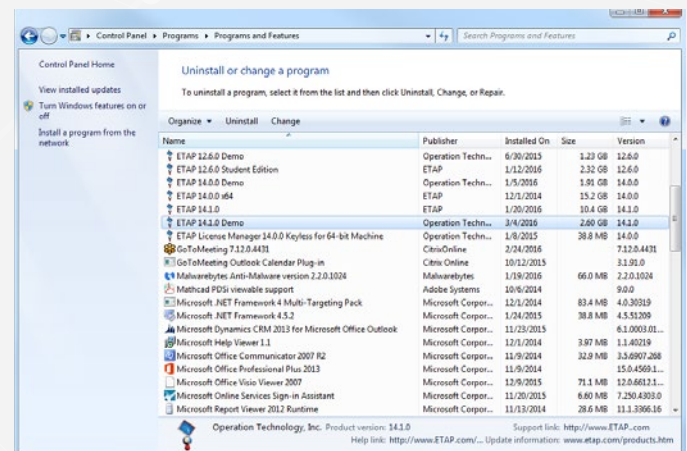 Control Panel ▸ Programs ▸ Programs and Features
Search Programs and Features
Control Panel Home
View installed updates
Turn Windows features on or off
Install a program from the network
Uninstall or change a program
To uninstall a program, select it from the list and then click Uninstall, Change, or Repair.
Organize Uninstall Change
Name Publisher Installed On Size Version
ETAP 12.6.0 Demo Operation Techn... 6/30/2015 1.23 GB 12.6.0
ETAP 12.6.0 Student Edition ETAP 1/12/2016 2.32 GB 12.6.0
ETAP 14.0.0 Demo Operation Techn... 1/5/2016 1.91 GB 14.0.0
ETAP 14.0.0 x64 ETAP 12/1/2014 15.2 GB 14.0.0
ETAP 14.1.0 ETAP 1/20/2016 10.4 GB 14.1.0
ETAP 14.1.0 Demo Operation Techn... 3/4/2016 2.60 GB 14.1.0
ETAP License Manager 14.0.0 Keyless for 64-bit Machine Operation Techn... 1/8/2015 38.8 MB 14.0.0
GoToMeeting 7.12.0.4431 CitrixOnline 2/24/2016 7.12.0.4431
GoToMeeting Outlook Calendar Plug-in Citrix Online 10/12/2015 3.1.91.0
Malwarebytes Anti-Malware version 2.2.0.1024 Malwarebytes 1/19/2016 66.0 MB 2.2.0.1024
Mathcad PDSi viewable support Adobe Systems 10/6/2014 9.0.0
Microsoft .NET Framework 4 Multi-Targeting Pack Microsoft Corpor... 12/1/2014 83.4 MB 4.0.30319
Microsoft .NET Framework 4.5.2 Microsoft Corpor... 1/24/2015 38.8 MB 4.5.51209
Microsoft Dynamics CRM 2013 for Microsoft Office Outlook Microsoft Corpor... 11/23/2015 6.1.0003.01...
Microsoft Help Viewer 1.1 Microsoft Corpor... 12/1/2014 3.97 MB 1.1.40219
Microsoft Office Communicator 2007 R2 Microsoft Corpor... 11/9/2014 32.9 MB 3.5.6907.268
Microsoft Office Professional Plus 2013 Microsoft Corpor... 11/9/2014 15.0.4569.1...
Microsoft Office Visio Viewer 2007 Microsoft Corpor... 12/9/2015 71.1 MB 12.0.6612.1...
Microsoft Online Services Sign-in Assistant Microsoft Corpor... 11/20/2015 6.60 MB 7.250.4303.0
Microsoft Report Viewer 2012 Runtime Microsoft Corpor... 11/13/2014 28.6 MB 11.1.3366.16
Operation Technology, Inc. Product version: 14.1.0 Support link: http://www.ETAP.com
Help link: http://www.ETAP.com/... Update information: www.etap.com/products.htm